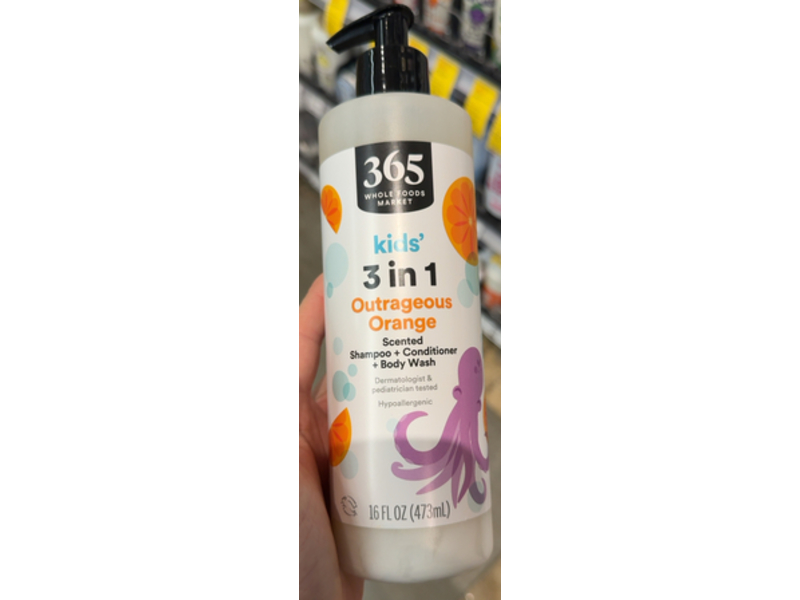 365
WHOLE FOODS
MARKET
kids'
3 in 1
Outrageous
Orange
Scented
Shampoo + Conditioner
+ Body Wash
Dermatologist &
pediatrician tested
Hypoallergenic
16 FL OZ (473mL)